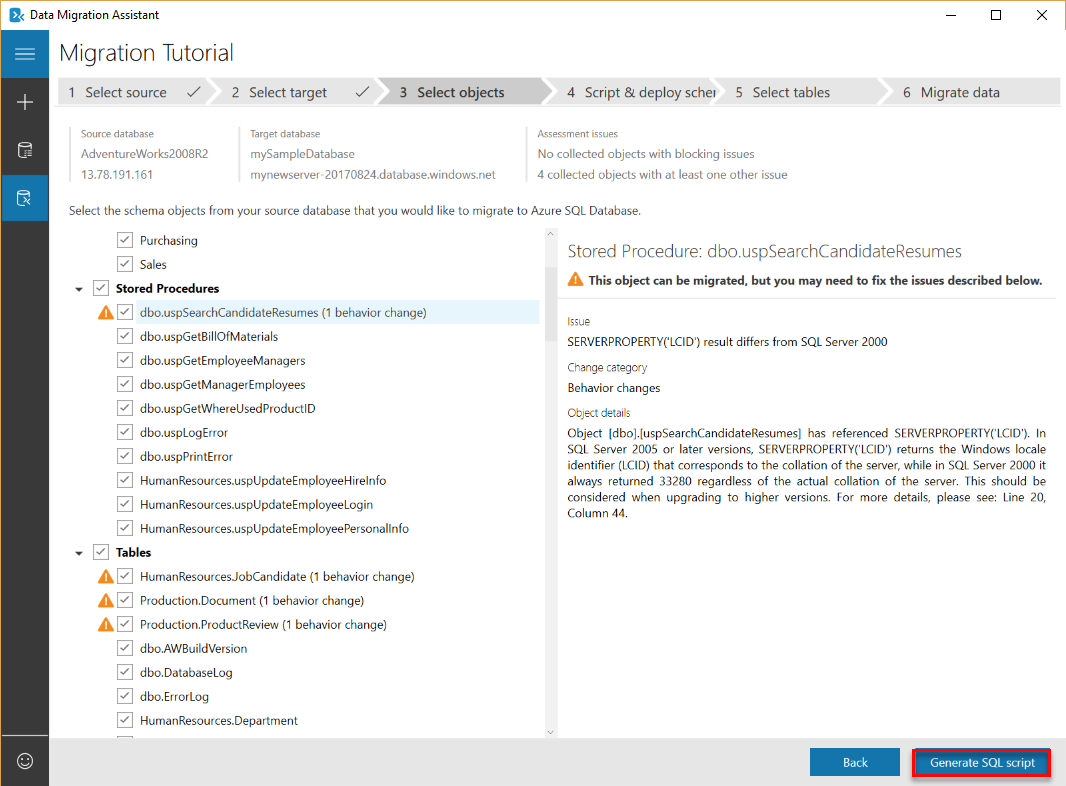 Data Migration Assistant
Migration Tutorial
1 Select source
2 Select target
3 Select objects
4 Script & deploy scher
5 Select tables
6 Migrate data
Source database
AdventureWorks2008R2
13.78.191.161
Target database
mySampleDatabase
mynewserver-20170824.database.windows.net
Assessment issues
No collected objects with blocking issues
4 collected objects with at least one other issue
Select the schema objects from your source database that you would like to migrate to Azure SQL Database.
Purchasing
Sales
Stored Procedures
dbo.uspSearchCandidateResumes (1 behavior change)
dbo.uspGetBillOfMaterials
dbo.uspGetEmployeeManagers
dbo.uspGetManagerEmployees
dbo.uspGetWhereUsedProductID
dbo.uspLogError
dbo.uspPrintError
HumanResources.uspUpdateEmployeeHireInfo
HumanResources.uspUpdateEmployeeLogin
HumanResources.uspUpdateEmployeePersonalInfo
Tables
HumanResources.JobCandidate (1 behavior change)
Production.Document (1 behavior change)
Production.ProductReview (1 behavior change)
dbo.AWBuildVersion
dbo.DatabaseLog
dbo.ErrorLog
HumanResources.Department
Stored Procedure: dbo.uspSearchCandidateResumes
This object can be migrated, but you may need to fix the issues described below.
Issue
SERVERPROPERTY('LCID') result differs from SQL Server 2000
Change category
Behavior changes
Object details
Object [dbo].[uspSearchCandidateResumes] has referenced SERVERPROPERTY('LCID'). In
SQL Server 2005 or later versions, SERVERPROPERTY('LCID') returns the Windows locale
identifier (LCID) that corresponds to the collation of the server, while in SQL Server 2000 it
always returned 33280 regardless of the actual collation of the server. This should be
considered when upgrading to higher versions. For more details, please see: Line 20,
Column 44.
Back
Generate SQL script